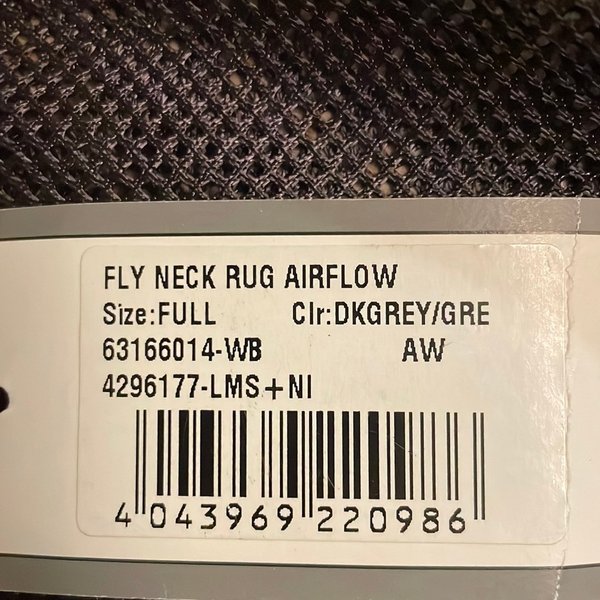 FLY NECK RUG AIRFLOW
Size:FULL Clr:DKGREY/GRE
63166014-WB AW
4296177-LMS+NI
4 043969 220986